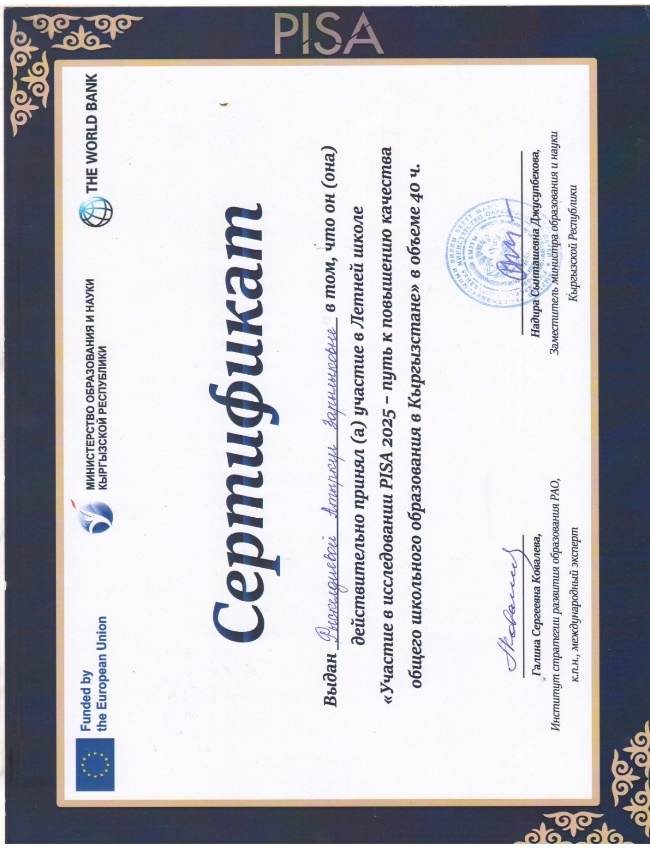 PISA
Funded by
the European Union
МИНИСТЕРСТВО ОБРАЗОВАНИЯ И НАУКИ
КЫРГЫЗСКОЙ РЕСПУБЛИКИ
THE WORLD BANK
Сертификат
Выдан в том, что он (она)
действительно принял (а) участие в Летней школе
«Участие в исследовании PISA 2025 – путь к повышению качества
общего школьного образования в Кыргызстане» в объеме 40 ч.
Галина Сергеевна Ковалева,
Институт стратегии развития образования РАО,
к.п.н., международный эксперт
Надира Сынташевна Джусупбекова,
Заместитель министра образования и науки
Кыргызской Республики